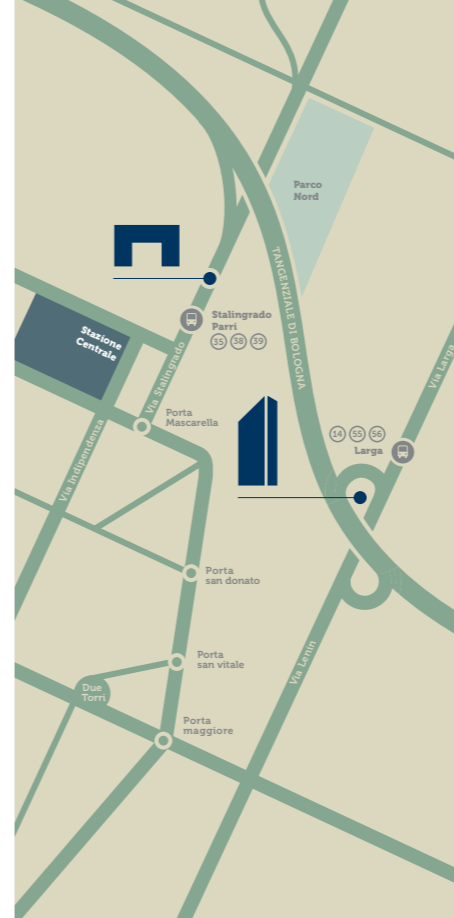 Parco
Nord
TANGENZIALE DI BOLOGNA
Stalingrado
Parri
35 38 39
Stazione
Centrale
Via Stalingrado
Via Larga
Porta
Mascarella
14 55 56
Larga
Via Indipendenza
Porta
san donato
Porta
san vitale
Via Lenin
Due
Torri
Porta
maggiore